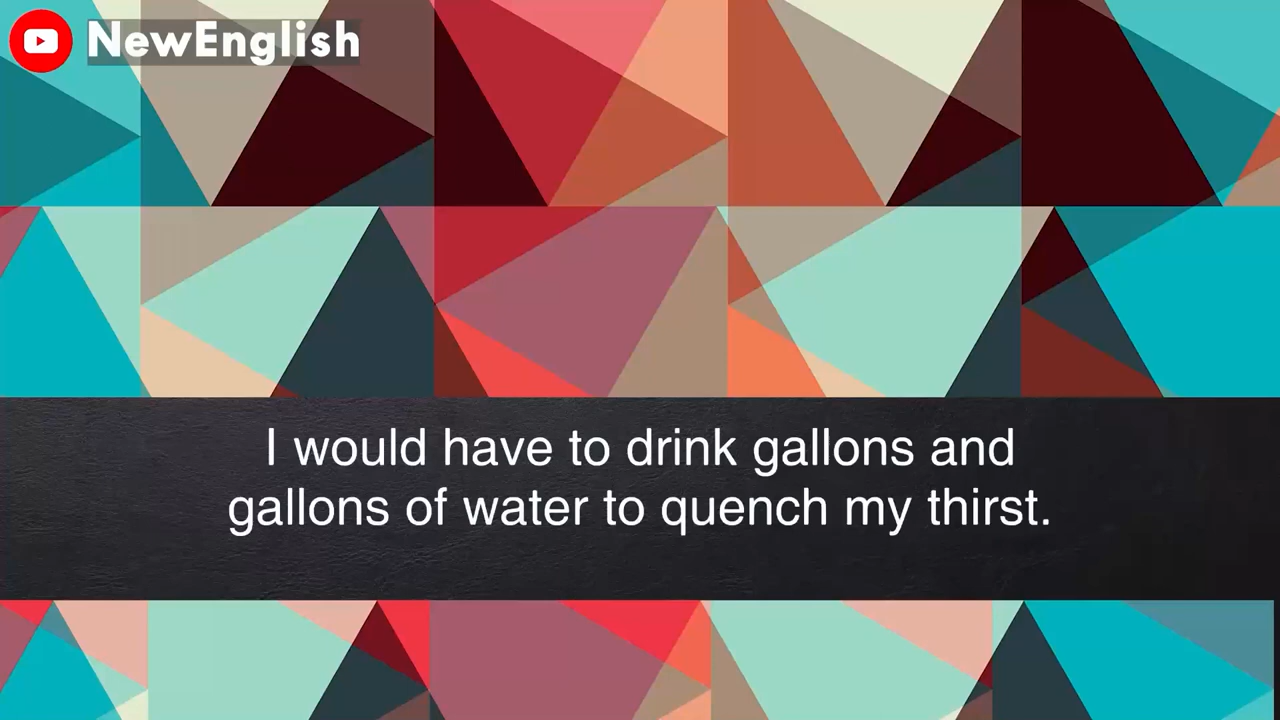 NewEnglish
I would have to drink gallons and
gallons of water to quench my thirst.